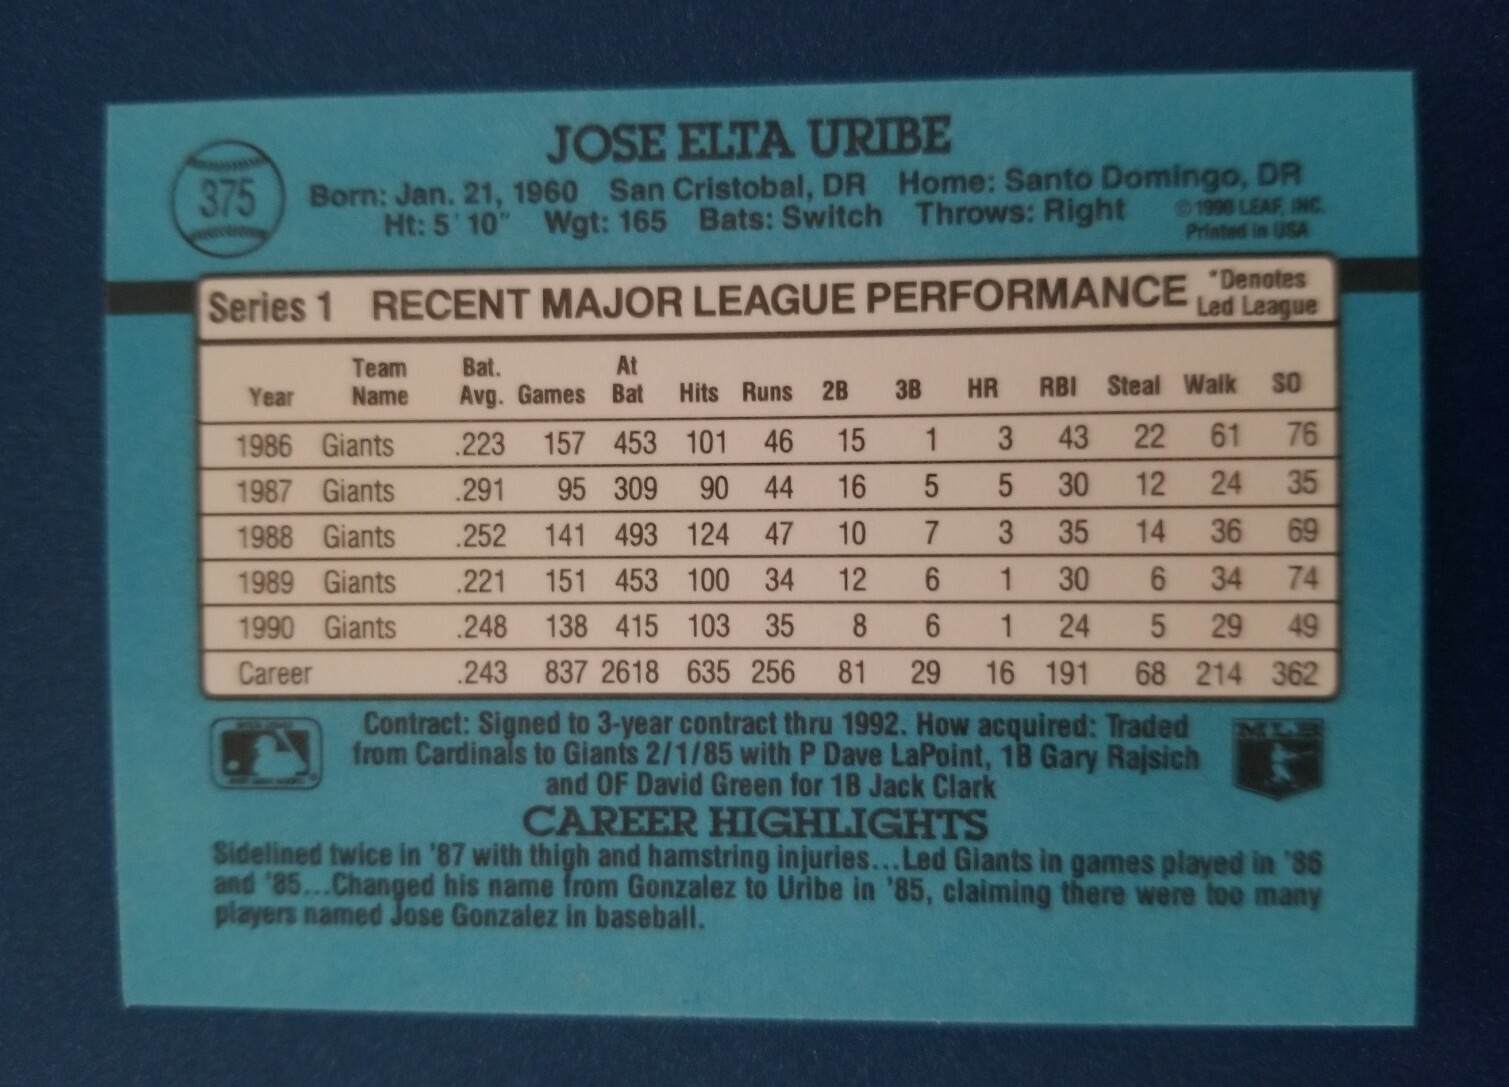 JOSE ELTA URIBE
375
Born: Jan. 21, 1960 San Cristobal, DR Home: Santo Domingo, DR
Ht: 5' 10" Wgt: 165 Bats: Switch Throws: Right
© 1990 LEAF, INC.
Printed in USA
Series 1 RECENT MAJOR LEAGUE PERFORMANCE *Denotes Led League
Year Team Name Bat. Avg. Games At Bat Hits Runs 2B 3B HR RBI Steal Walk SO
1986 Giants .223 157 453 101 46 15 1 3 43 22 61 76
1987 Giants .291 95 309 90 44 16 5 5 30 12 24 35
1988 Giants .252 141 493 124 47 10 7 3 35 14 36 69
1989 Giants .221 151 453 100 34 12 6 1 30 6 34 74
1990 Giants .248 138 415 103 35 8 6 1 24 5 29 49
Career .243 837 2618 635 256 81 29 16 191 68 214 362
Contract: Signed to 3-year contract thru 1992. How acquired: Traded
from Cardinals to Giants 2/1/85 with P Dave LaPoint, 1B Gary Rajsich
and OF David Green for 1B Jack Clark
MLB
CAREER HIGHLIGHTS
Sidelined twice in '87 with thigh and hamstring injuries...Led Giants in games played in '86
and '85...Changed his name from Gonzalez to Uribe in '85, claiming there were too many
players named Jose Gonzalez in baseball.